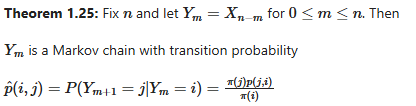 Theorem 1.25: Fix n and let Y_m = X_{n−m} for 0 ≤ m ≤ n. Then
Y_m is a Markov chain with transition probability
p̂(i, j) = P(Y_{m+1} = j|Y_m = i) = π(j)p(j,i)/π(i)